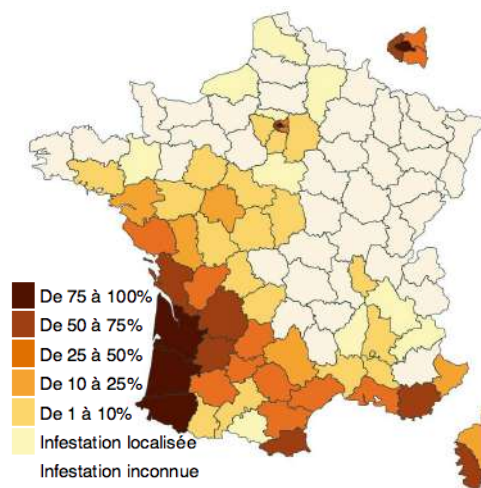 De 75 à 100%
De 50 à 75%
De 25 à 50%
De 10 à 25%
De 1 à 10%
Infestation localisée
Infestation inconnue